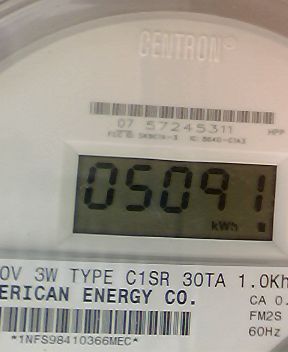 CENTRON®
07 57245311
HPP
05091
kWh
0V 3W TYPE C1SR 30TA 1.0Kh
ERICAN ENERGY CO.
CA 0.
FM2S
60Hz
*1NFS98410366MEC*